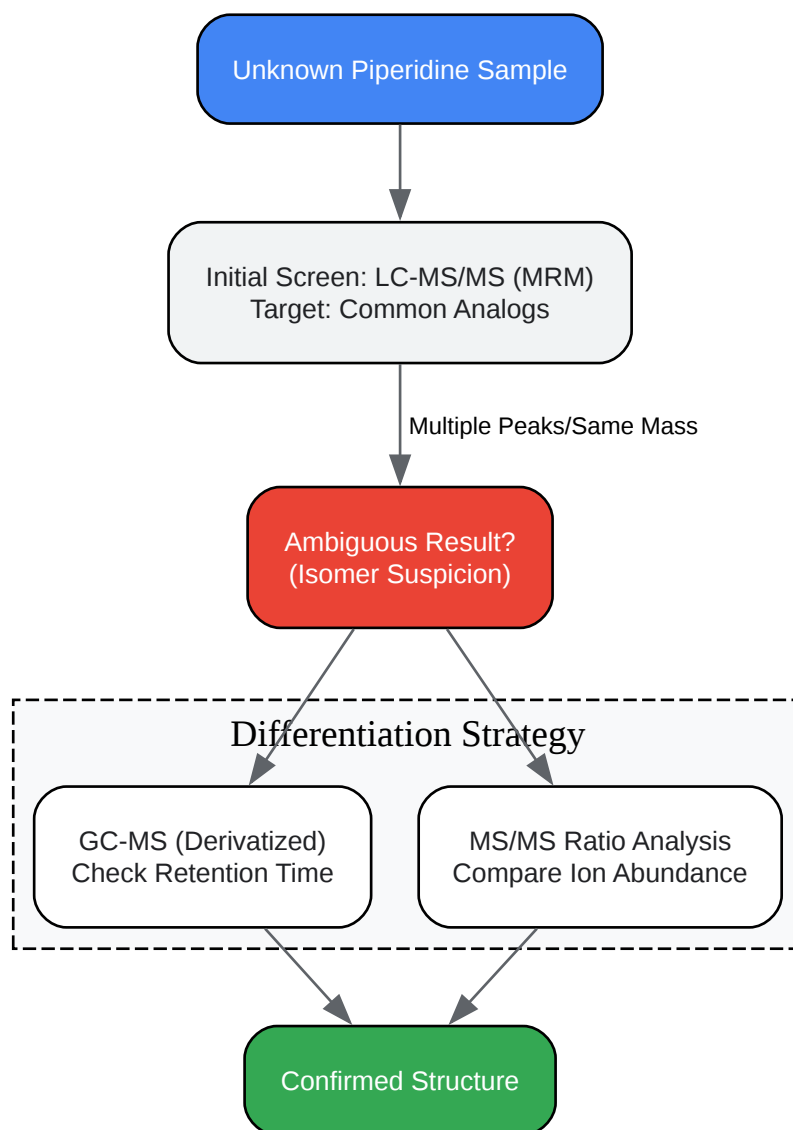 Unknown Piperidine Sample
Initial Screen: LC-MS/MS (MRM)
Target: Common Analogs
Multiple Peaks/Same Mass
Ambiguous Result?
(Isomer Suspicion)
Differentiation Strategy
GC-MS (Derivatized)
Check Retention Time
MS/MS Ratio Analysis
Compare Ion Abundance
Confirmed Structure